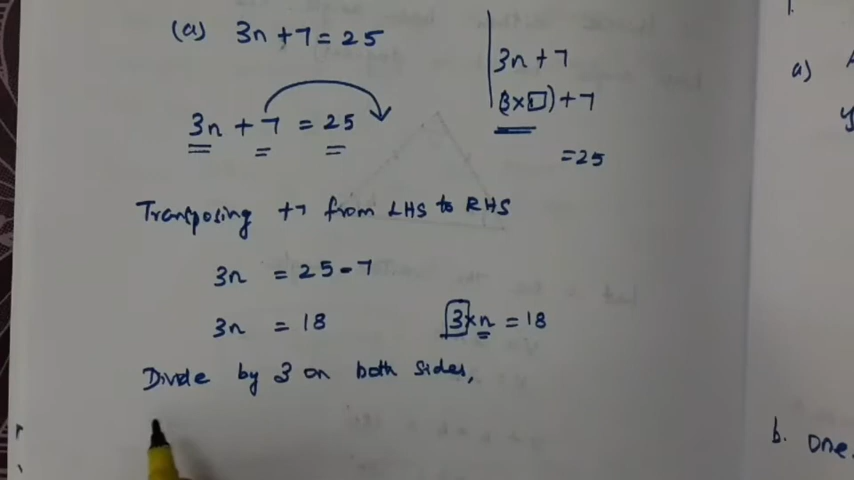 (a) 3n +7 = 25
3n + 7 = 25
3n + 7
(3×□) + 7
= 25
Transposing +7 from LHS to RHS
3n = 25 - 7
3n = 18
3×n = 18
Divide by 3 on both sides,
1.
a)
b. One